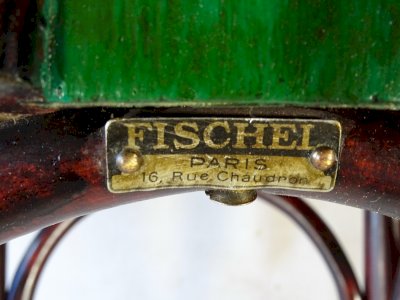 FISCHEL
PARIS
16, Rue Chaudron